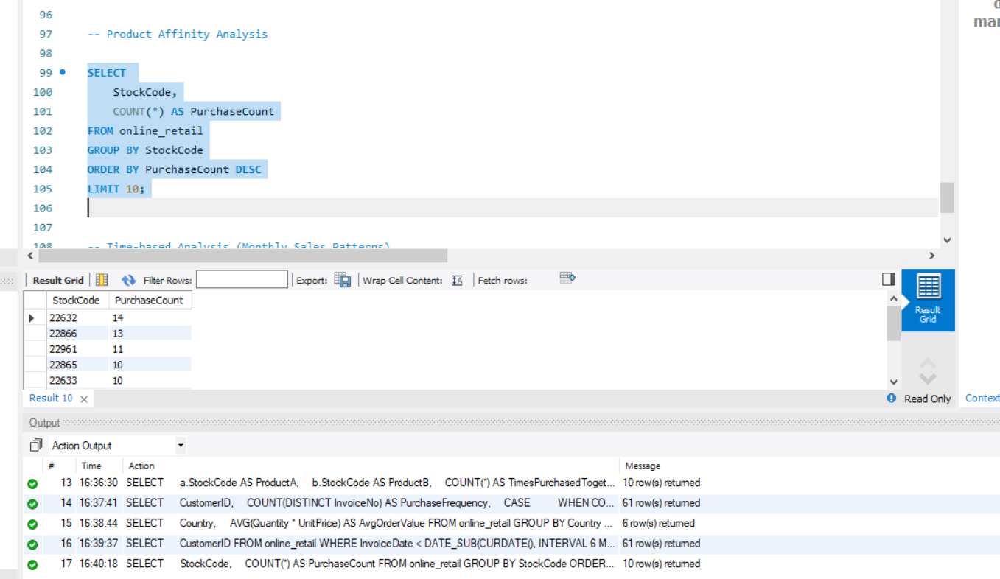 96
97 -- Product Affinity Analysis
98
99 SELECT
100 StockCode,
101 COUNT(*) AS PurchaseCount
102 FROM online_retail
103 GROUP BY StockCode
104 ORDER BY PurchaseCount DESC
105 LIMIT 10;
106
107
108 -- Time-based Analysis (Monthly Sales Patterns)
Result Grid Filter Rows: Export: Wrap Cell Content: Fetch rows:
StockCode PurchaseCount
22632 14
22866 13
22961 11
22865 10
22633 10
Result Grid
Result 10 Read Only Context
Output
Action Output
# Time Action Message
13 16:36:30 SELECT a.StockCode AS ProductA, b.StockCode AS ProductB, COUNT(*) AS TimesPurchasedToget... 10 row(s) returned
14 16:37:41 SELECT CustomerID, COUNT(DISTINCT InvoiceNo) AS PurchaseFrequency, CASE WHEN CO... 61 row(s) returned
15 16:38:44 SELECT Country, AVG(Quantity * UnitPrice) AS AvgOrderValue FROM online_retail GROUP BY Country ... 6 row(s) returned
16 16:39:37 SELECT CustomerID FROM online_retail WHERE InvoiceDate < DATE_SUB(CURDATE(), INTERVAL 6 M... 61 row(s) returned
17 16:40:18 SELECT StockCode, COUNT(*) AS PurchaseCount FROM online_retail GROUP BY StockCode ORDER... 10 row(s) returned